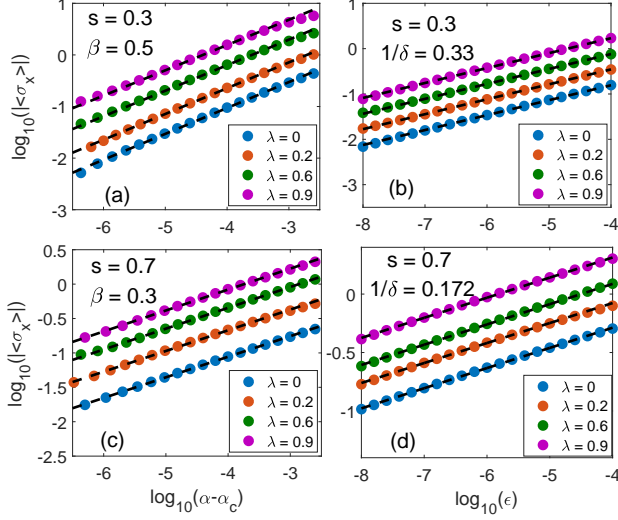 s = 0.3
β = 0.5
log10(|<σx>|)
1
0
-1
-2
-3
-6
-5
-4
-3
(a)
λ = 0
λ = 0.2
λ = 0.6
λ = 0.9
s = 0.3
1/δ = 0.33
1
0
-1
-2
-3
-8
-7
-6
-5
-4
(b)
λ = 0
λ = 0.2
λ = 0.6
λ = 0.9
s = 0.7
β = 0.3
log10(|<σx>|)
0.5
0
-0.5
-1
-1.5
-2
-2.5
-6
-5
-4
-3
log10(α-αc)
(c)
λ = 0
λ = 0.2
λ = 0.6
λ = 0.9
s = 0.7
1/δ = 0.172
0
-0.5
-1
-8
-7
-6
-5
-4
log10(ϵ)
(d)
λ = 0
λ = 0.2
λ = 0.6
λ = 0.9